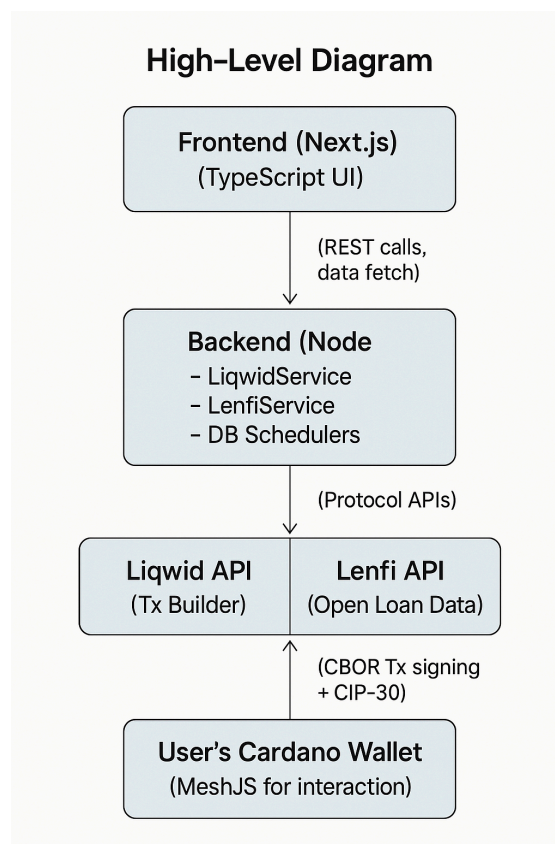 High-Level Diagram
Frontend (Next.js)
(TypeScript UI)
(REST calls,
data fetch)
Backend (Node
- LiqwidService
- LenfiService
- DB Schedulers
(Protocol APIs)
Liqwid API
(Tx Builder)
Lenfi API
(Open Loan Data)
(CBOR Tx signing
+ CIP-30)
User's Cardano Wallet
(MeshJS for interaction)